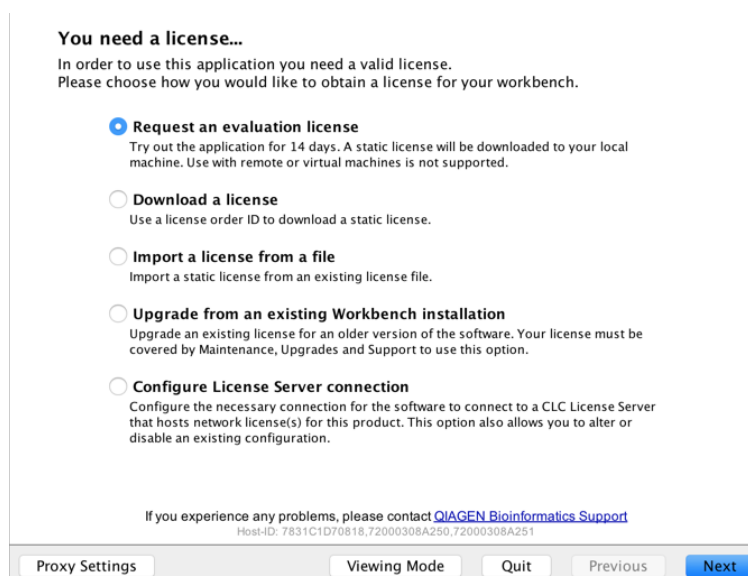 You need a license...
In order to use this application you need a valid license.
Please choose how you would like to obtain a license for your workbench.
Request an evaluation license
Try out the application for 14 days. A static license will be downloaded to your local
machine. Use with remote or virtual machines is not supported.
Download a license
Use a license order ID to download a static license.
Import a license from a file
Import a static license from an existing license file.
Upgrade from an existing Workbench installation
Upgrade an existing license for an older version of the software. Your license must be
covered by Maintenance, Upgrades and Support to use this option.
Configure License Server connection
Configure the necessary connection for the software to connect to a CLC License Server
that hosts network license(s) for this product. This option also allows you to alter or
disable an existing configuration.
If you experience any problems, please contact QIAGEN Bioinformatics Support
Host-ID: 7831C1D70818,72000308A250,72000308A251
Proxy Settings Viewing Mode Quit Previous Next